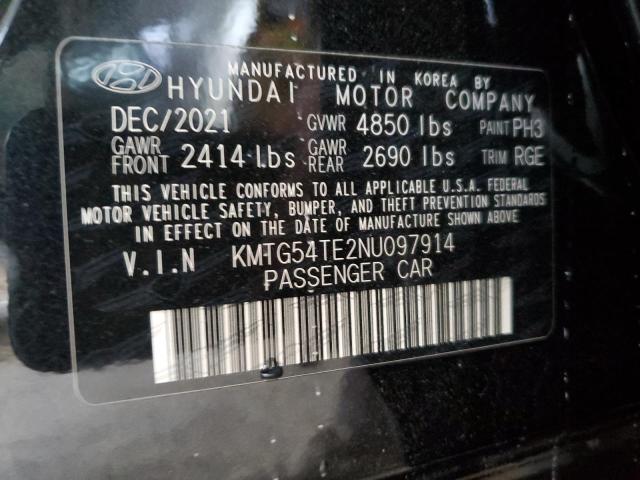 MANUFACTURED IN KOREA BY
HYUNDAI MOTOR COMPANY
DEC/2021 GVWR 4850 lbs PAINT PH3
GAWR FRONT 2414 lbs GAWR REAR 2690 lbs TRIM RGE
THIS VEHICLE CONFORMS TO ALL APPLICABLE U.S.A. FEDERAL
MOTOR VEHICLE SAFETY, BUMPER, AND THEFT PREVENTION STANDARDS
IN EFFECT ON THE DATE OF MANUFACTURE SHOWN ABOVE.
V.I.N KMTG54TE2NU097914
PASSENGER CAR